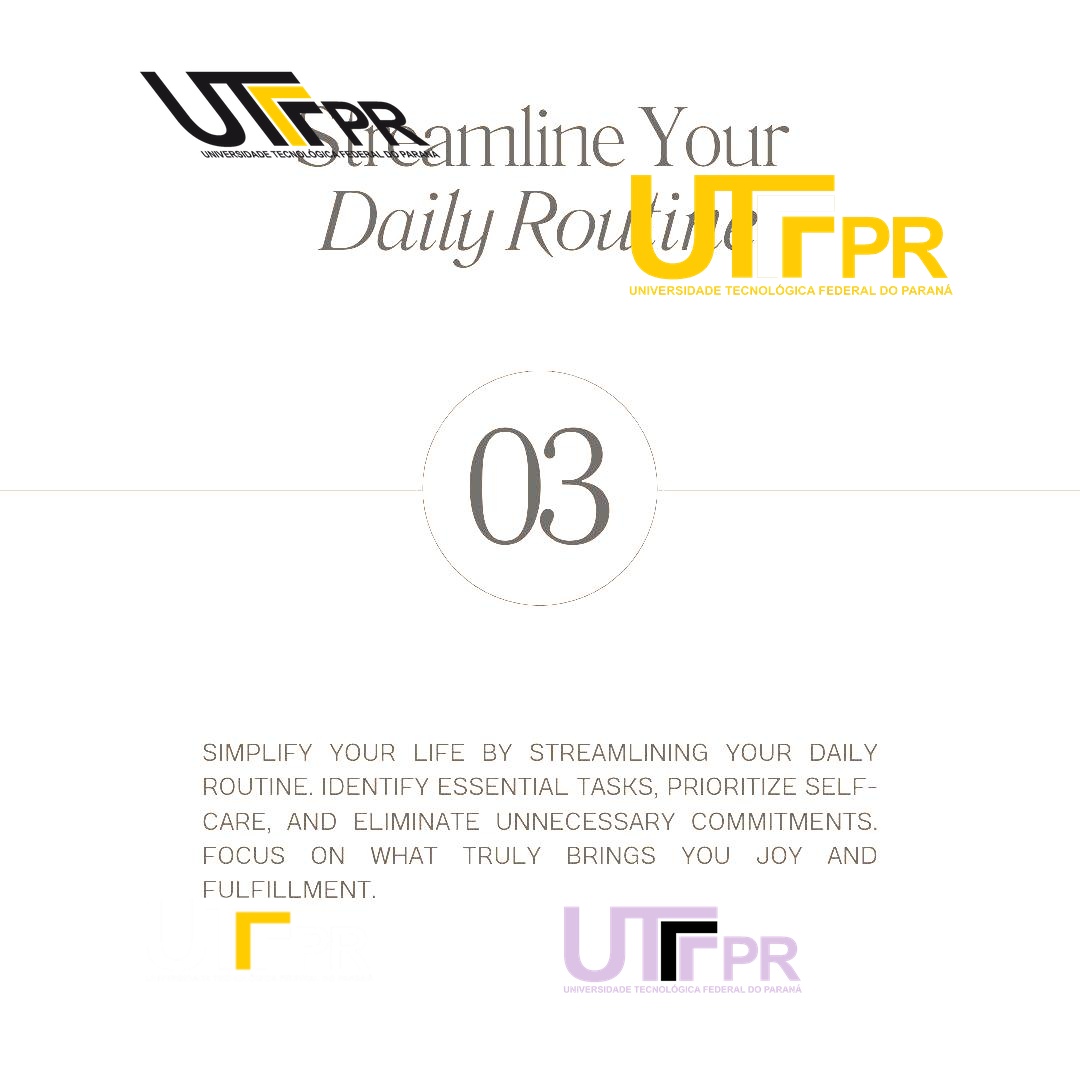 UTFPR
UNIVERSIDADE TECNOLÓGICA FEDERAL DO PARANÁ
Streamline Your
Daily Routine
UTFPR
UNIVERSIDADE TECNOLÓGICA FEDERAL DO PARANÁ
03
SIMPLIFY YOUR LIFE BY STREAMLINING YOUR DAILY
ROUTINE. IDENTIFY ESSENTIAL TASKS, PRIORITIZE SELF-
CARE, AND ELIMINATE UNNECESSARY COMMITMENTS.
FOCUS ON WHAT TRULY BRINGS YOU JOY AND
FULFILLMENT.
UTFPR
UNIVERSIDADE TECNOLÓGICA FEDERAL DO PARANÁ